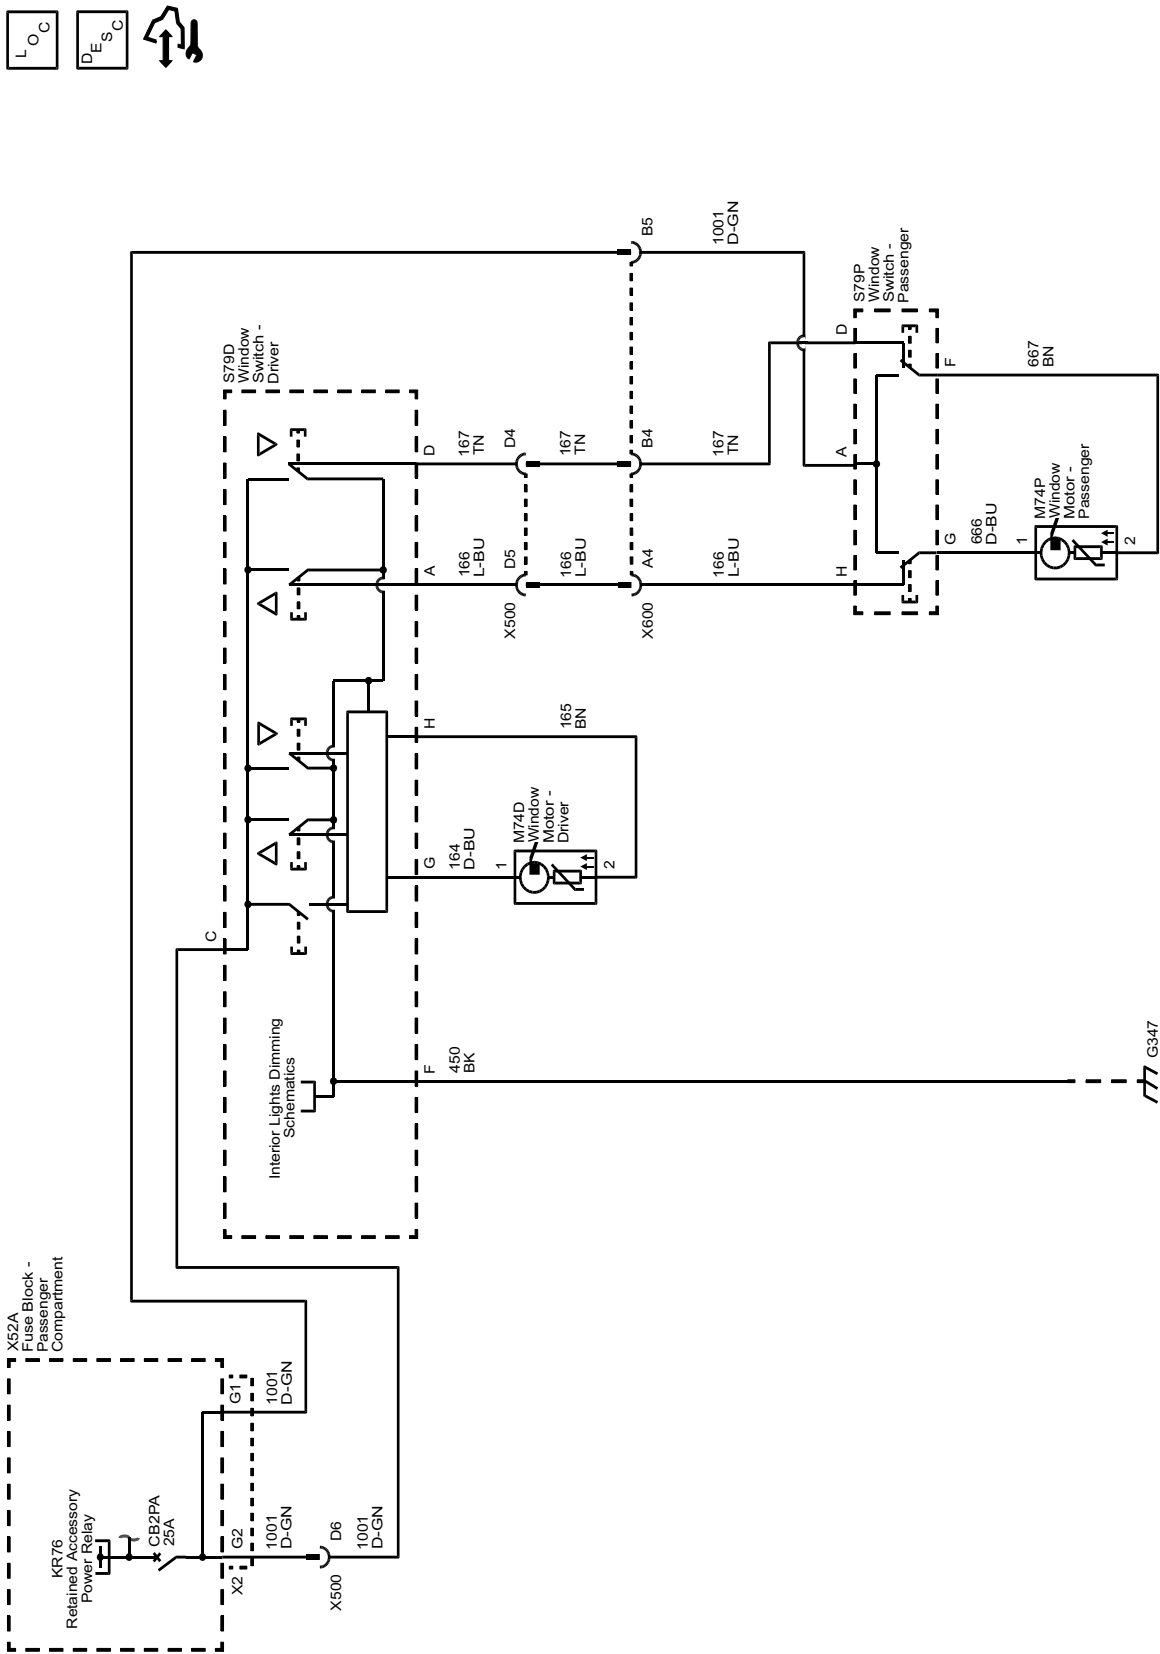 LOC
DESC
X52A
Fuse Block -
Passenger
Compartment
KR76
Retained Accessory
Power Relay
CB2PA
25A
X2
G2
G1
1001
D-GN
1001
D-GN
X500
D6
1001
D-GN
S79D
Window
Switch -
Driver
C
Interior Lights Dimming
Schematics
F
G
H
A
D
450
BK
164
D-BU
165
BN
1
M74D
Window
Motor -
Driver
2
166
L-BU
167
TN
X500
D5
D4
166
L-BU
167
TN
X600
A4
B4
B5
166
L-BU
167
TN
1001
D-GN
S79P
Window
Switch -
Passenger
H
A
D
G
F
666
D-BU
667
BN
1
M74P
Window
Motor -
Passenger
2
G347